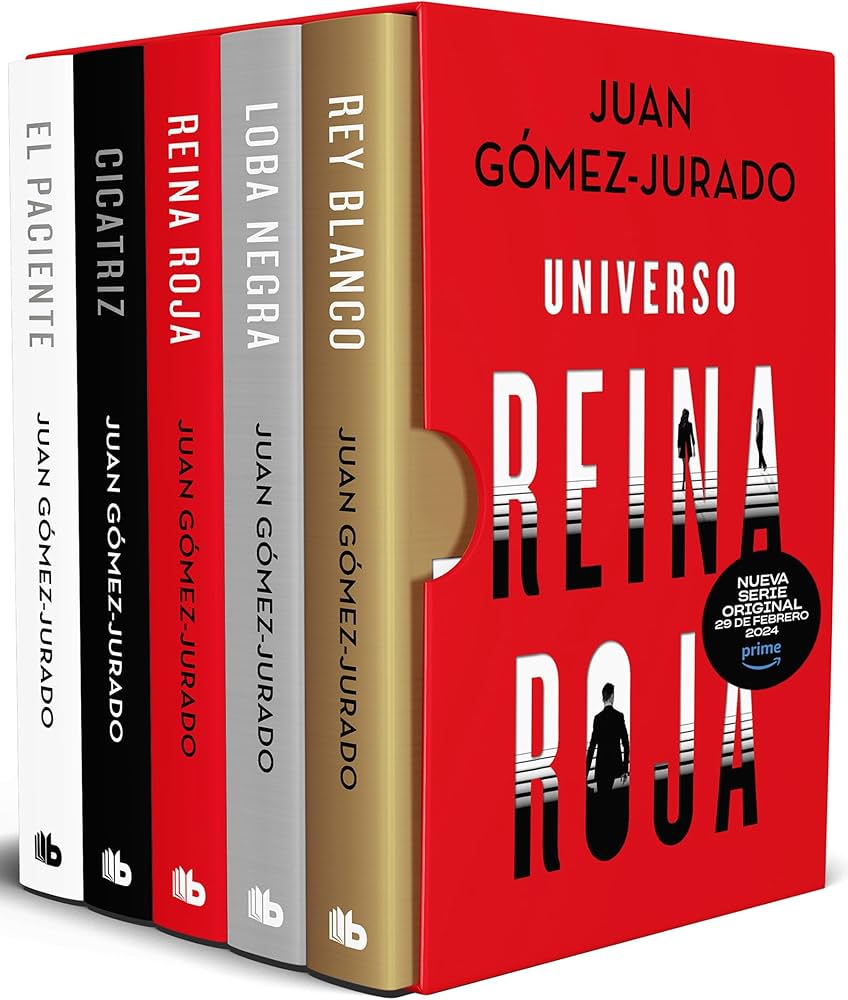 EL PACIENTE
JUAN GÓMEZ-JURADO
CICATRIZ
JUAN GÓMEZ-JURADO
REINA ROJA
JUAN GÓMEZ-JURADO
LOBA NEGRA
JUAN GÓMEZ-JURADO
REY BLANCO
JUAN GÓMEZ-JURADO
b
b
b
b
b
JUAN
GÓMEZ-JURADO
UNIVERSO
REINA
ROJA
NUEVA
SERIE
ORIGINAL
29 DE FEBRERO
2024
prime